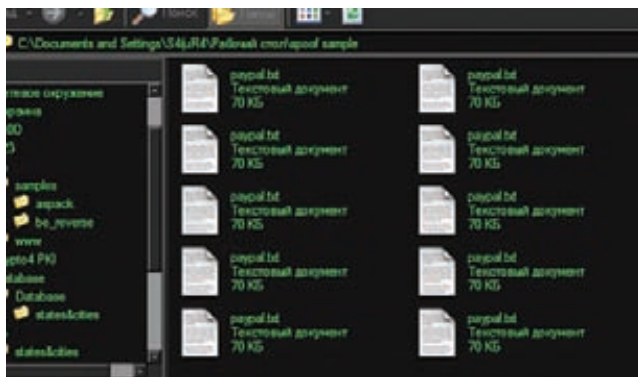 Поиск
C:\Documents and Settings\S4(uR4\Рабочий стол\spoof sample
окружение
samples
aspack
be_reverse
www
Database
states&cities
states&cities
paypal.txt
Текстовый документ
70 КБ
paypal.txt
Текстовый документ
70 КБ
paypal.txt
Текстовый документ
70 КБ
paypal.txt
Текстовый документ
70 КБ
paypal.txt
Текстовый документ
70 КБ
paypal.txt
Текстовый документ
70 КБ
paypal.txt
Текстовый документ
70 КБ
paypal.txt
Текстовый документ
70 КБ
paypal.txt
Текстовый документ
70 КБ
paypal.txt
Текстовый документ
70 КБ